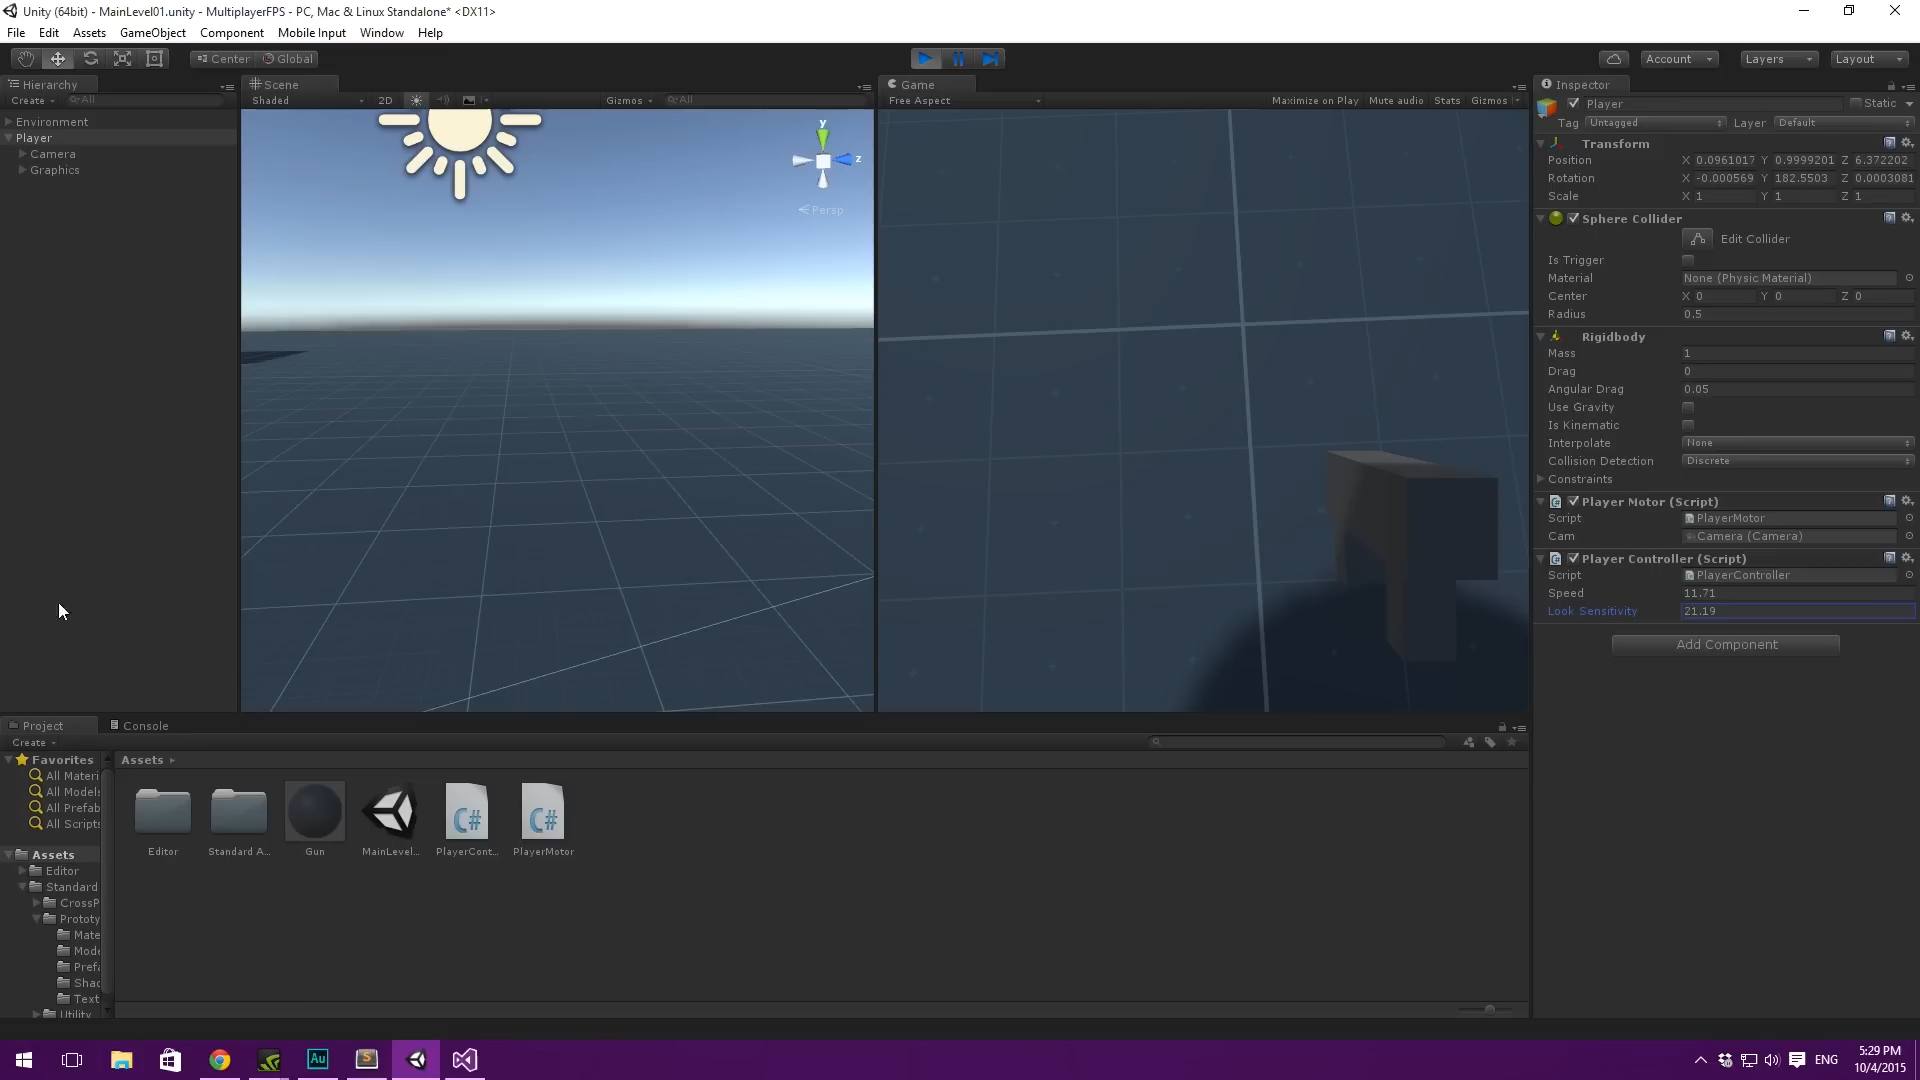 Unity (64bit) - MainLevel01.unity - MultiplayerFPS - PC, Mac & Linux Standalone* <DX11>
File Edit Assets GameObject Component Mobile Input Window Help
Center Global
Account Layers Layout
Hierarchy
Create All
Environment
Player
Camera
Graphics
Scene
Shaded 2D Gizmos All
y
z
Persp
Game
Free Aspect Maximize on Play Mute audio Stats Gizmos
Inspector
Player Static
Tag Untagged Layer Default
Transform
Position X 0.0961017 Y 0.9999201 Z 6.372202
Rotation X -0.000569 Y 182.5503 Z 0.0003081
Scale X 1 Y 1 Z 1
Sphere Collider
Edit Collider
Is Trigger
Material None (Physic Material)
Center X 0 Y 0 Z 0
Radius 0.5
Rigidbody
Mass 1
Drag 0
Angular Drag 0.05
Use Gravity
Is Kinematic
Interpolate None
Collision Detection Discrete
Constraints
Player Motor (Script)
Script PlayerMotor
Cam Camera (Camera)
Player Controller (Script)
Script PlayerController
Speed 11.71
Look Sensitivity 21.19
Add Component
Project Console
Create
Favorites
All Materi
All Models
All Prefab
All Scripts
Assets
Editor
Standard
CrossP
Prototy
Mate
Mode
Prefa
Shad
Text
Utility
Assets
Editor
Standard A...
Gun
MainLevel...
C#
PlayerCont...
C#
PlayerMotor
Au
S
ENG
5:29 PM
10/4/2015